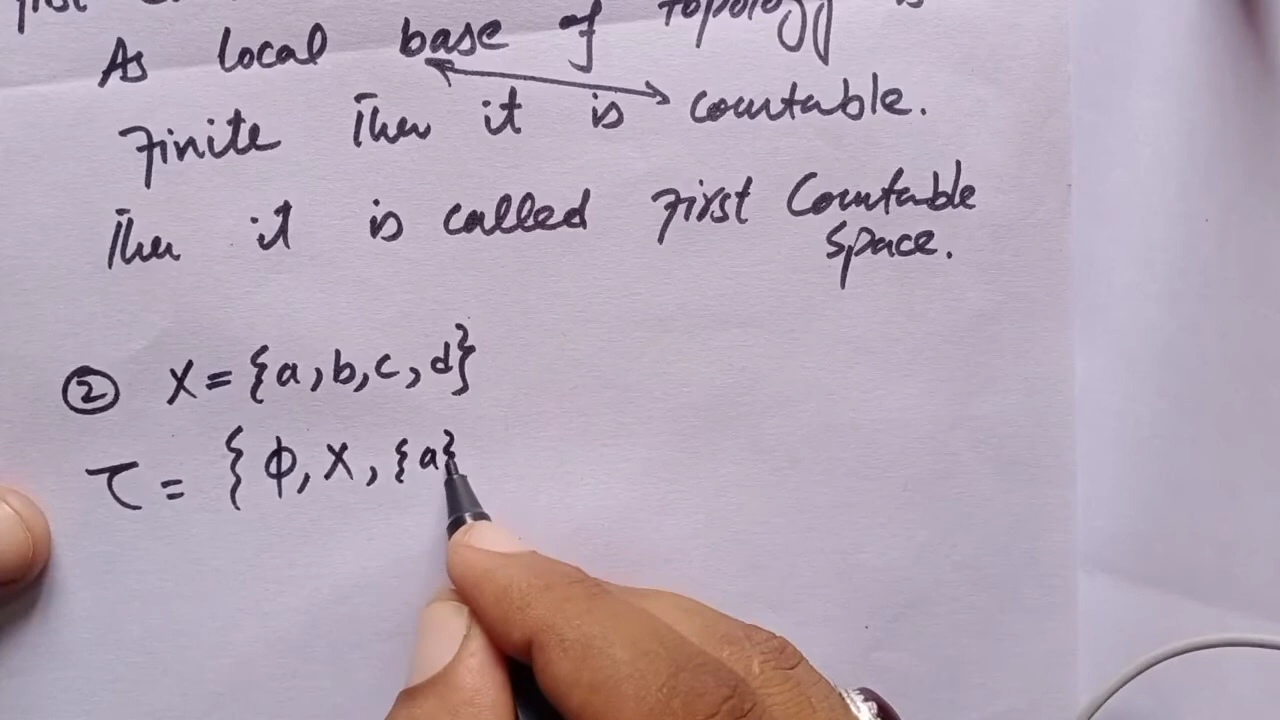 As local base of topology is
Finite Then it is countable.
Then it is called First Countable
space.
② X = {a, b, c, d}
τ = { ϕ, X, {a}